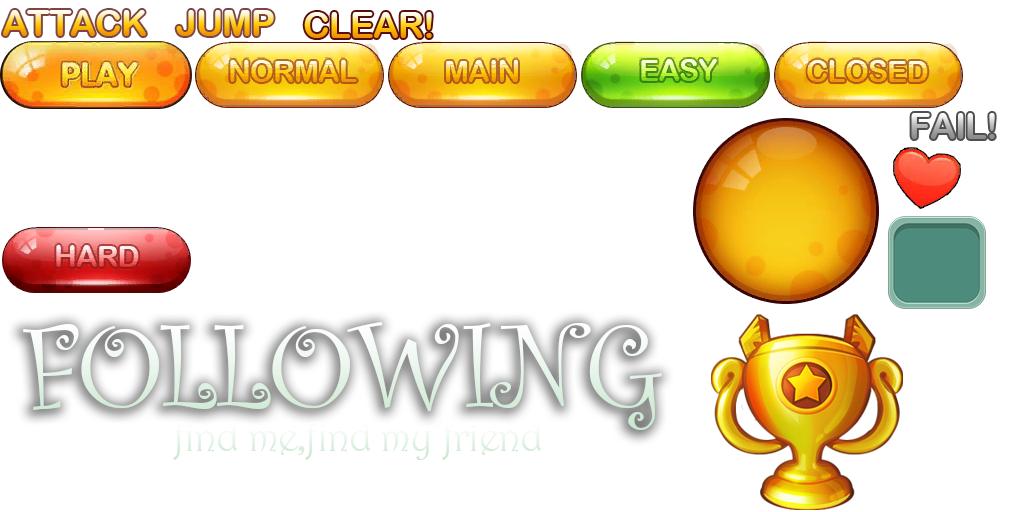 ATTACK JUMP CLEAR!
PLAY NORMAL MAIN EASY CLOSED
FAIL!
HARD
FOLLOWING
find me,find my friend